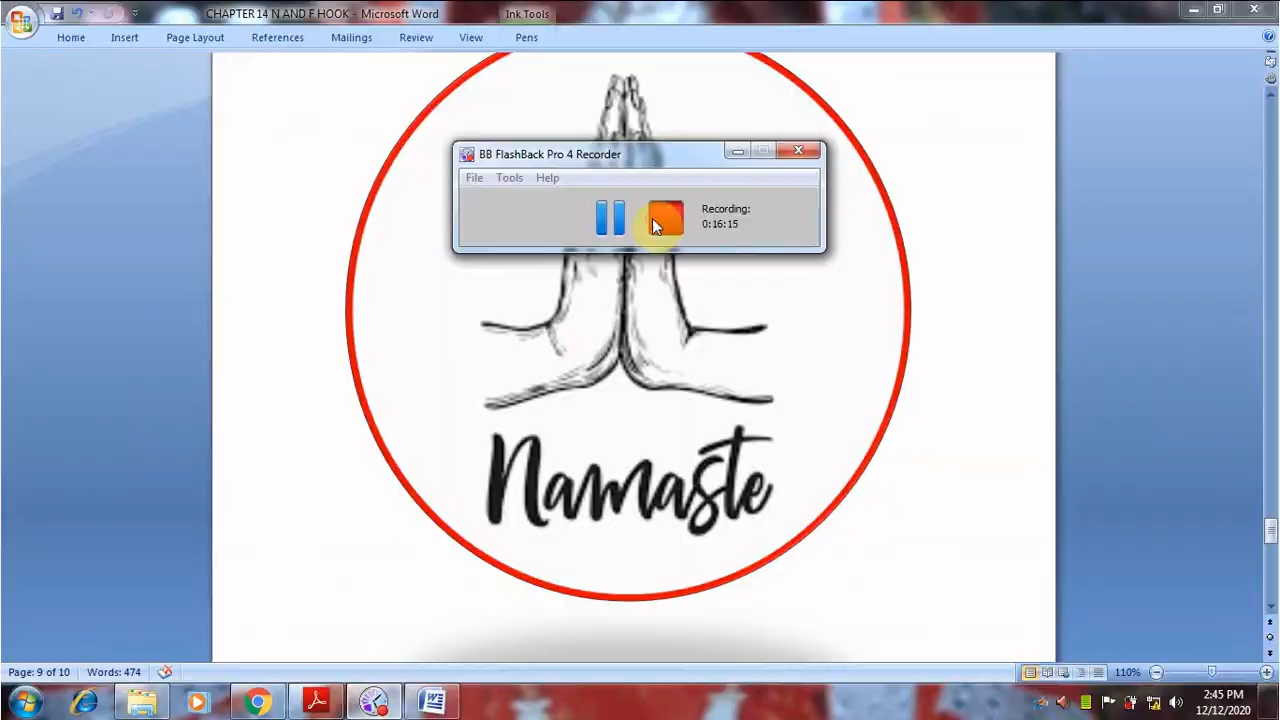 CHAPTER 14 N AND F HOOK - Microsoft Word
Ink Tools
Home Insert Page Layout References Mailings Review View Pens
BB FlashBack Pro 4 Recorder
File Tools Help
Recording:
0:16:15
Namaste
Page: 9 of 10 Words: 474 110%
2:45 PM
12/12/2020